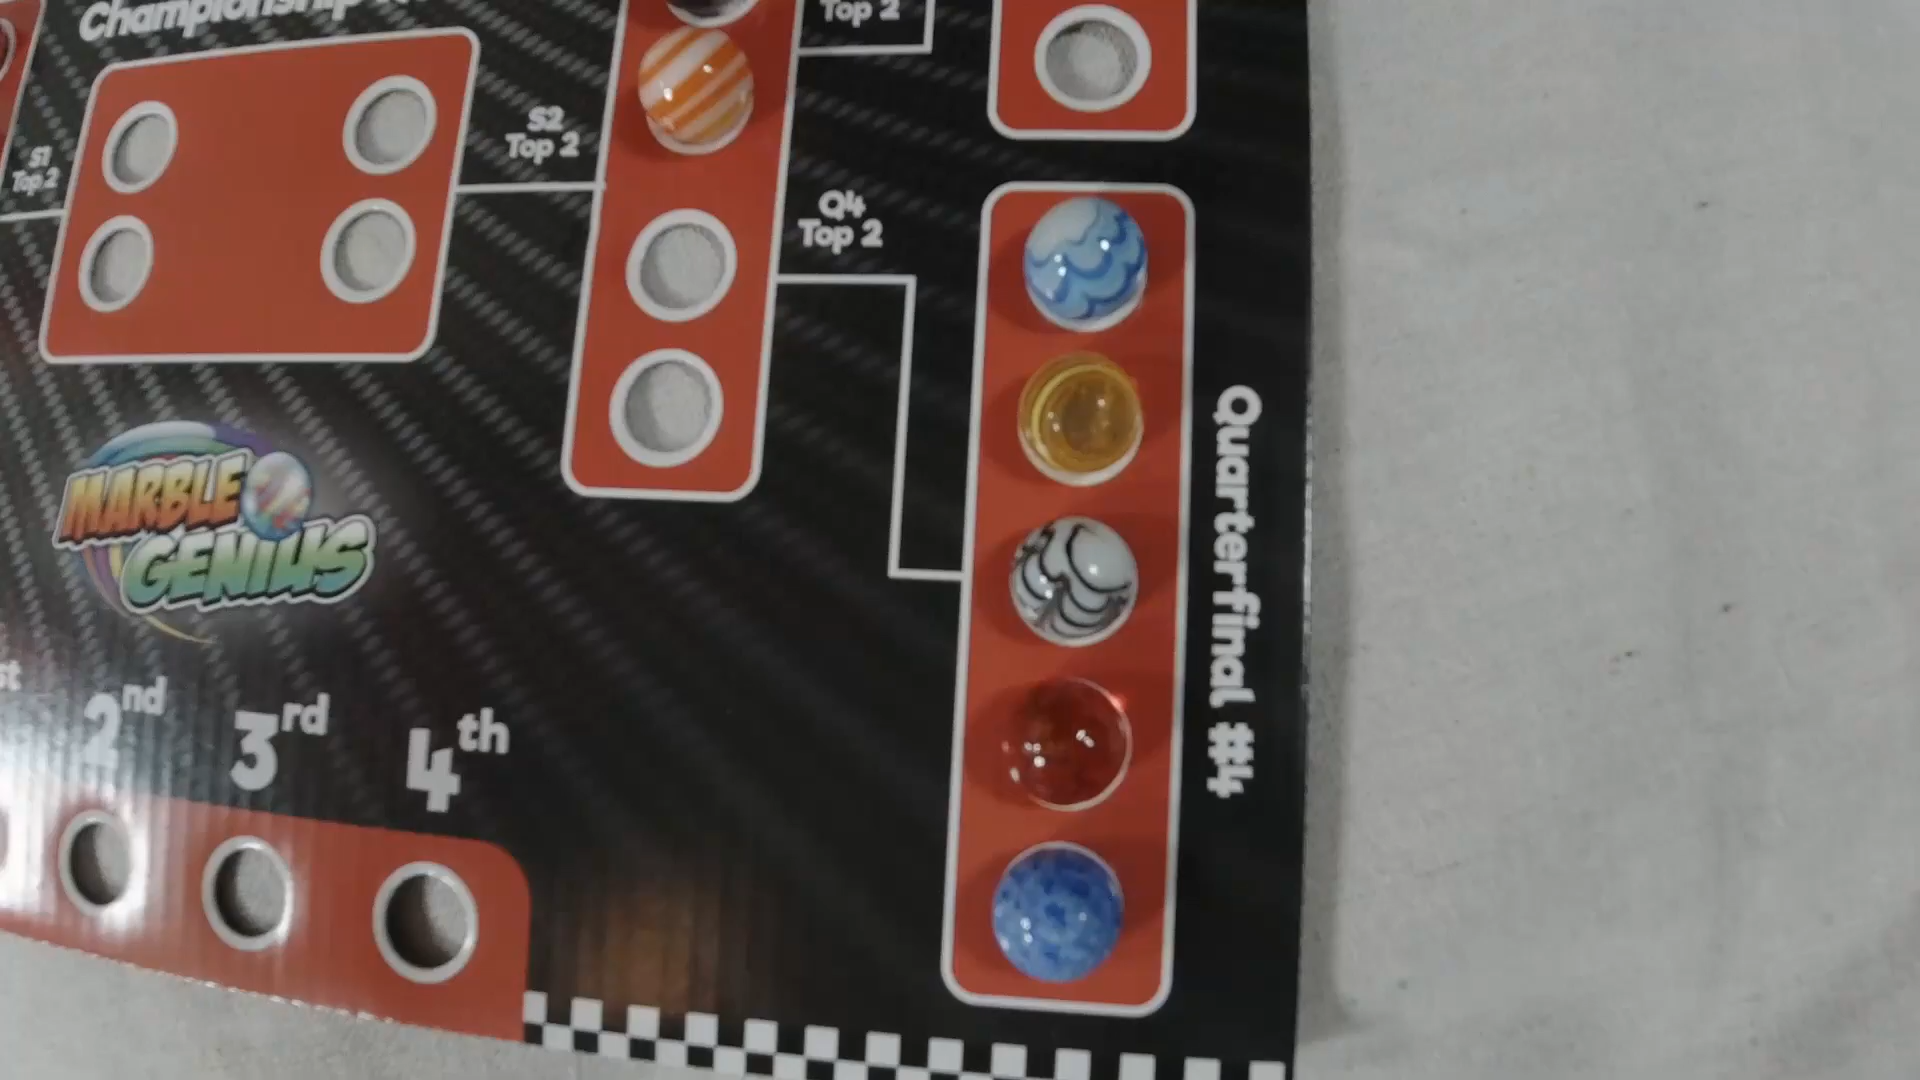 Championship
Top 2
S1
Top 2
S2
Top 2
Q4
Top 2
Quarterfinal #4
MARBLE
GENIUS
st
2nd
3rd
4th